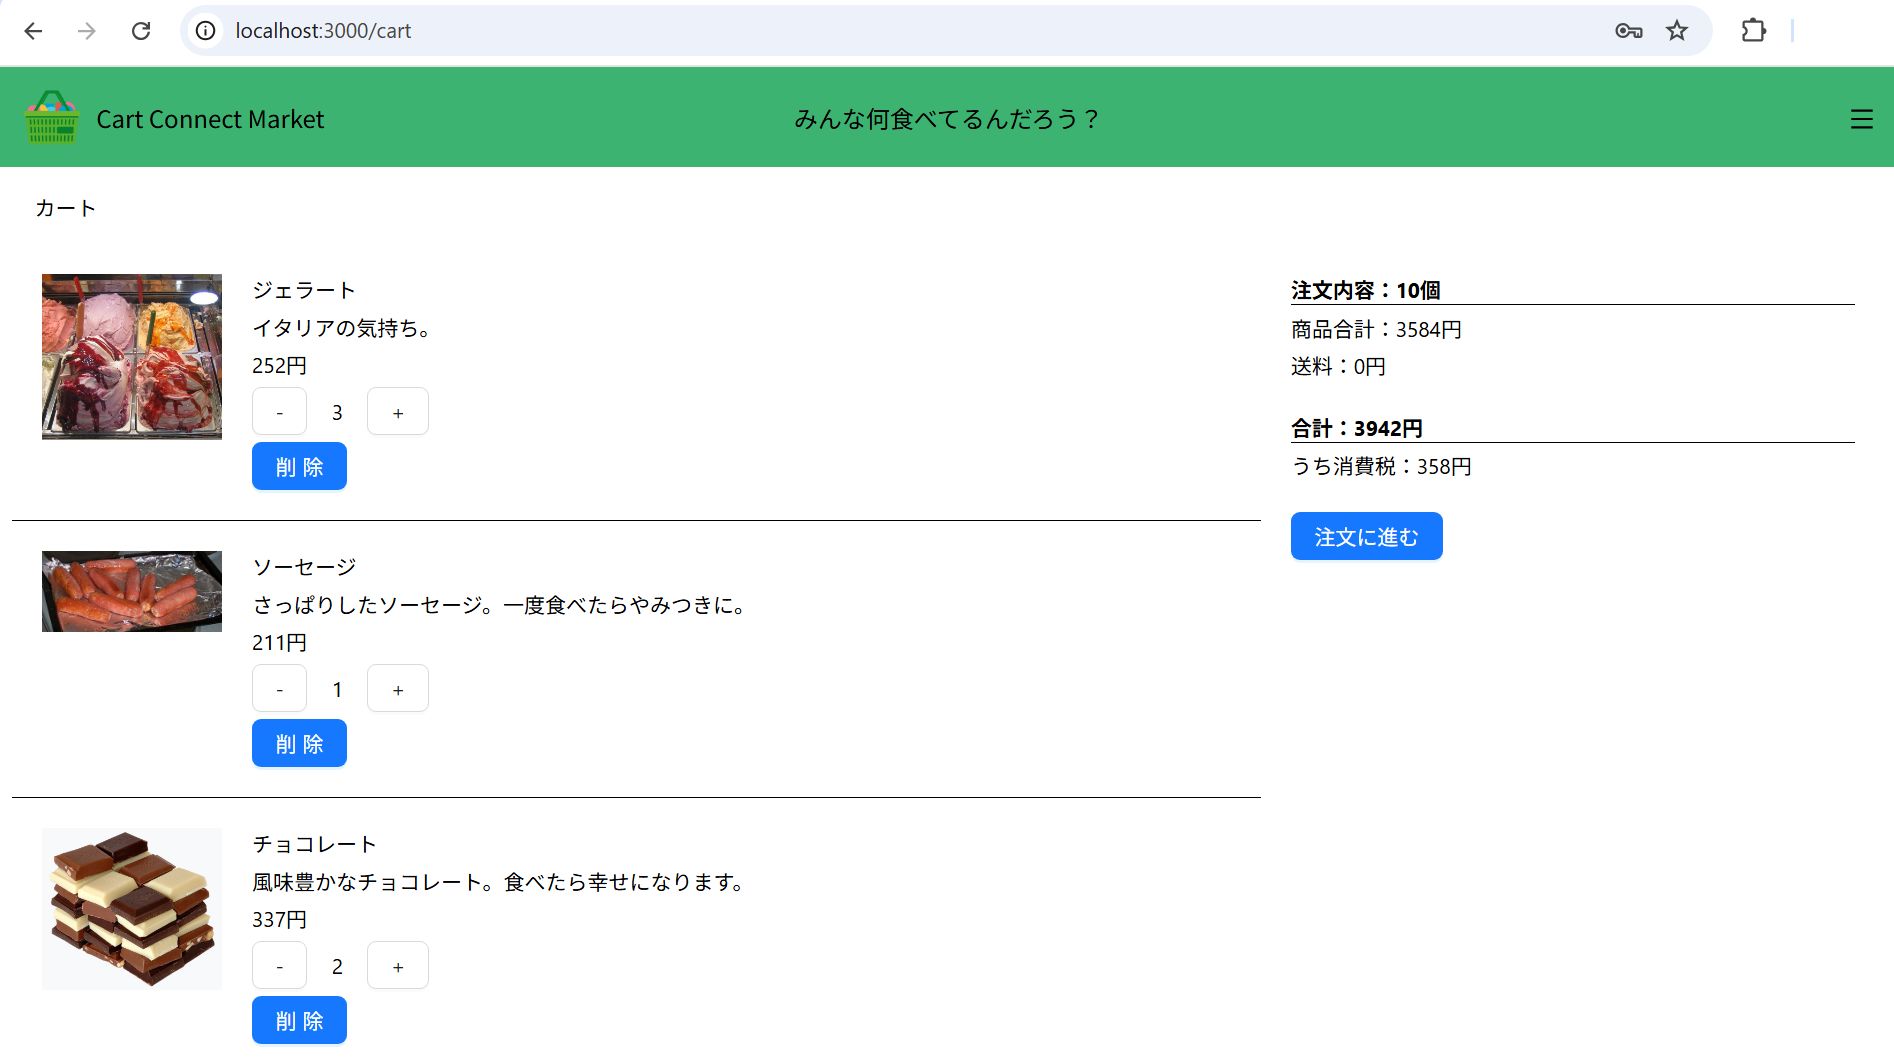 localhost:3000/cart
Cart Connect Market
みんな何食べてるんだろう？
カート
ジェラート
イタリアの気持ち。
252円
- 3 +
削除
ソーセージ
さっぱりしたソーセージ。一度食べたらやみつきに。
211円
- 1 +
削除
チョコレート
風味豊かなチョコレート。食べたら幸せになります。
337円
- 2 +
削除
注文内容：10個
商品合計：3584円
送料：0円
合計：3942円
うち消費税：358円
注文に進む